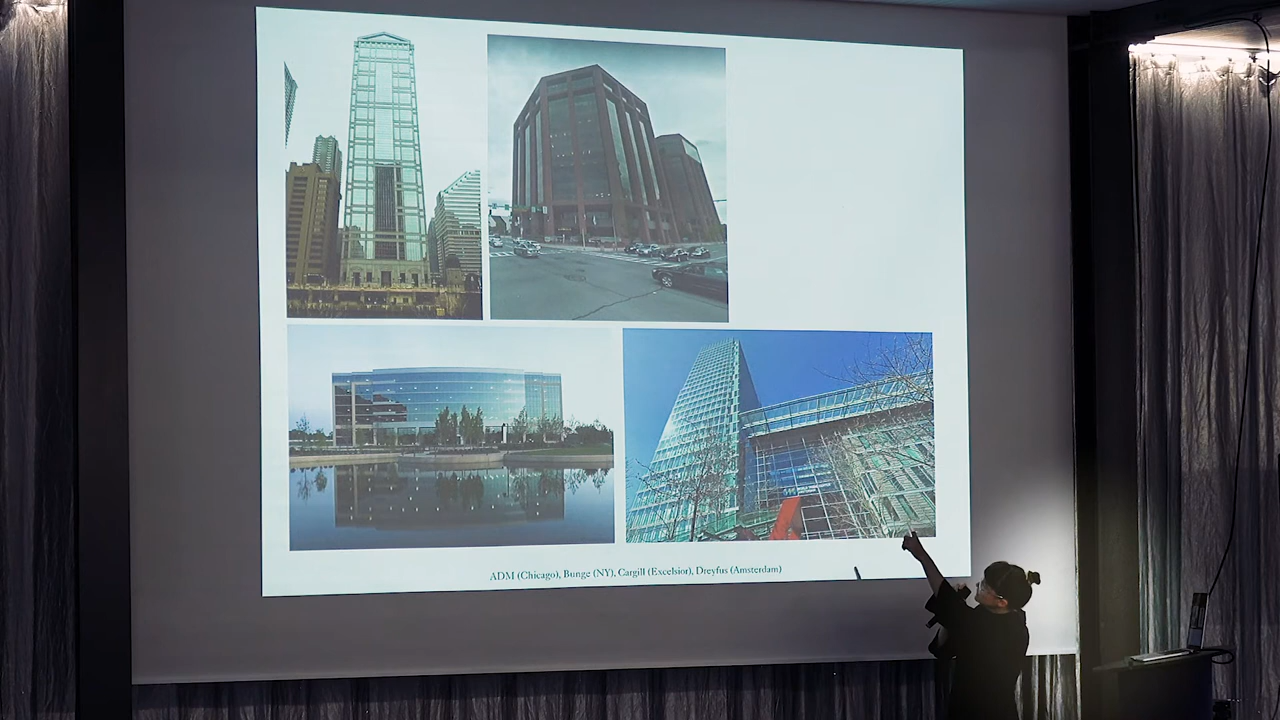 ADM (Chicago), Bunge (NY), Cargill (Excelsior), Dreyfus (Amsterdam)